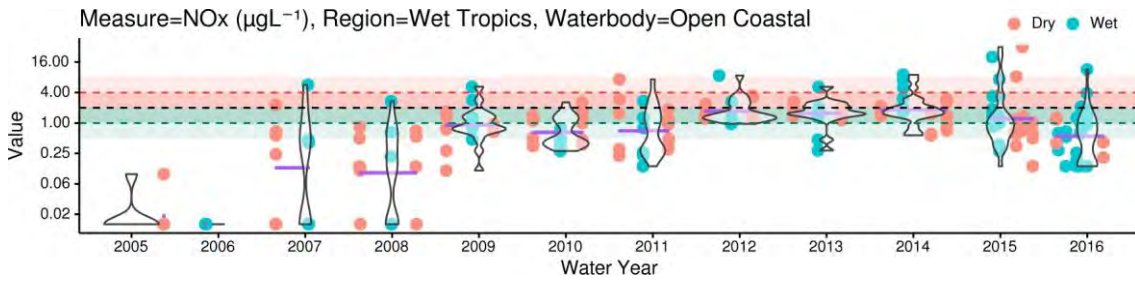 Measure=NOx (µgL⁻¹), Region=Wet Tropics, Waterbody=Open Coastal
Dry Wet
Value
16.00
4.00
1.00
0.25
0.06
0.02
2005 2006 2007 2008 2009 2010 2011 2012 2013 2014 2015 2016
Water Year